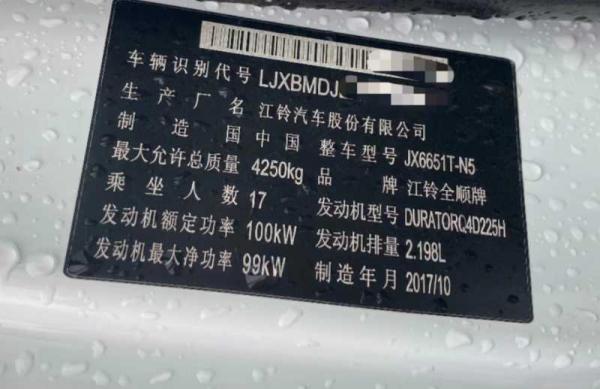 车辆识别代号 LJXBMDJ
生产厂名 江铃汽车股份有限公司
制造国 中国 整车型号 JX6651T-N5
最大允许总质量 4250kg 品牌 江铃全顺牌
乘坐人数 17 发动机型号 DURATORQ4D225H
发动机额定功率 100kW 发动机排量 2.198L
发动机最大净功率 99kW 制造年月 2017/10